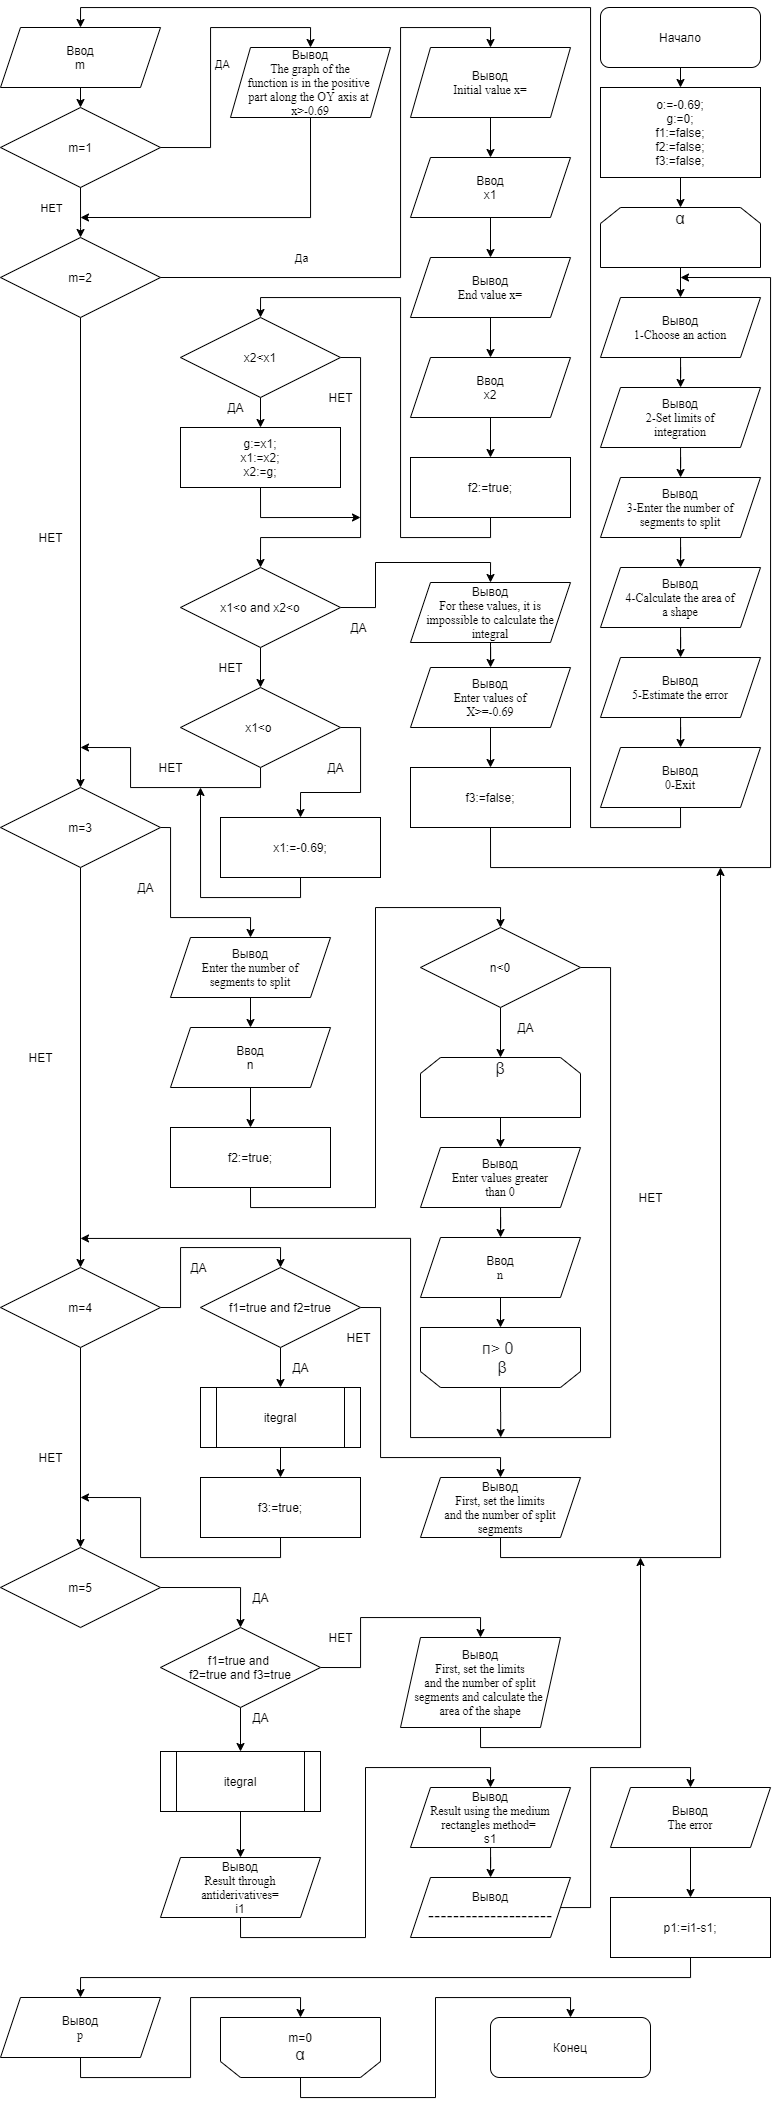 Начало
o:=-0.69;
g:=0;
f1:=false;
f2:=false;
f3:=false;
α
Вывод
1-Choose an action
Вывод
2-Set limits of
integration
Вывод
3-Enter the number of
segments to split
Вывод
4-Calculate the area of
a shape
Вывод
5-Estimate the error
Вывод
0-Exit
Ввод
m
m=1
ДА
Вывод
The graph of the
function is in the positive
part along the OY axis at
x>-0.69
НЕТ
m=2
Да
Вывод
Initial value x=
Ввод
x1
Вывод
End value x=
Ввод
x2
f2:=true;
x2<x1
ДА
НЕТ
g:=x1;
x1:=x2;
x2:=g;
НЕТ
x1<o and x2<o
ДА
Вывод
For these values, it is
impossible to calculate the
integral
Вывод
Enter values of
X>=-0.69
f3:=false;
НЕТ
x1<o
НЕТ
ДА
x1:=-0.69;
m=3
ДА
Вывод
Enter the number of
segments to split
Ввод
n
f2:=true;
n<0
ДА
β
Вывод
Enter values greater
than 0
Ввод
n
n> 0
β
НЕТ
НЕТ
m=4
ДА
f1=true and f2=true
НЕТ
ДА
itegral
f3:=true;
Вывод
First, set the limits
and the number of split
segments
НЕТ
m=5
ДА
f1=true and
f2=true and f3=true
НЕТ
Вывод
First, set the limits
and the number of split
segments and calculate the
area of the shape
ДА
itegral
Вывод
Result through
antiderivatives=
i1
Вывод
Result using the medium
rectangles method=
s1
Вывод
--------------------
Вывод
The error
p1:=i1-s1;
Вывод
p
m=0
α
Конец